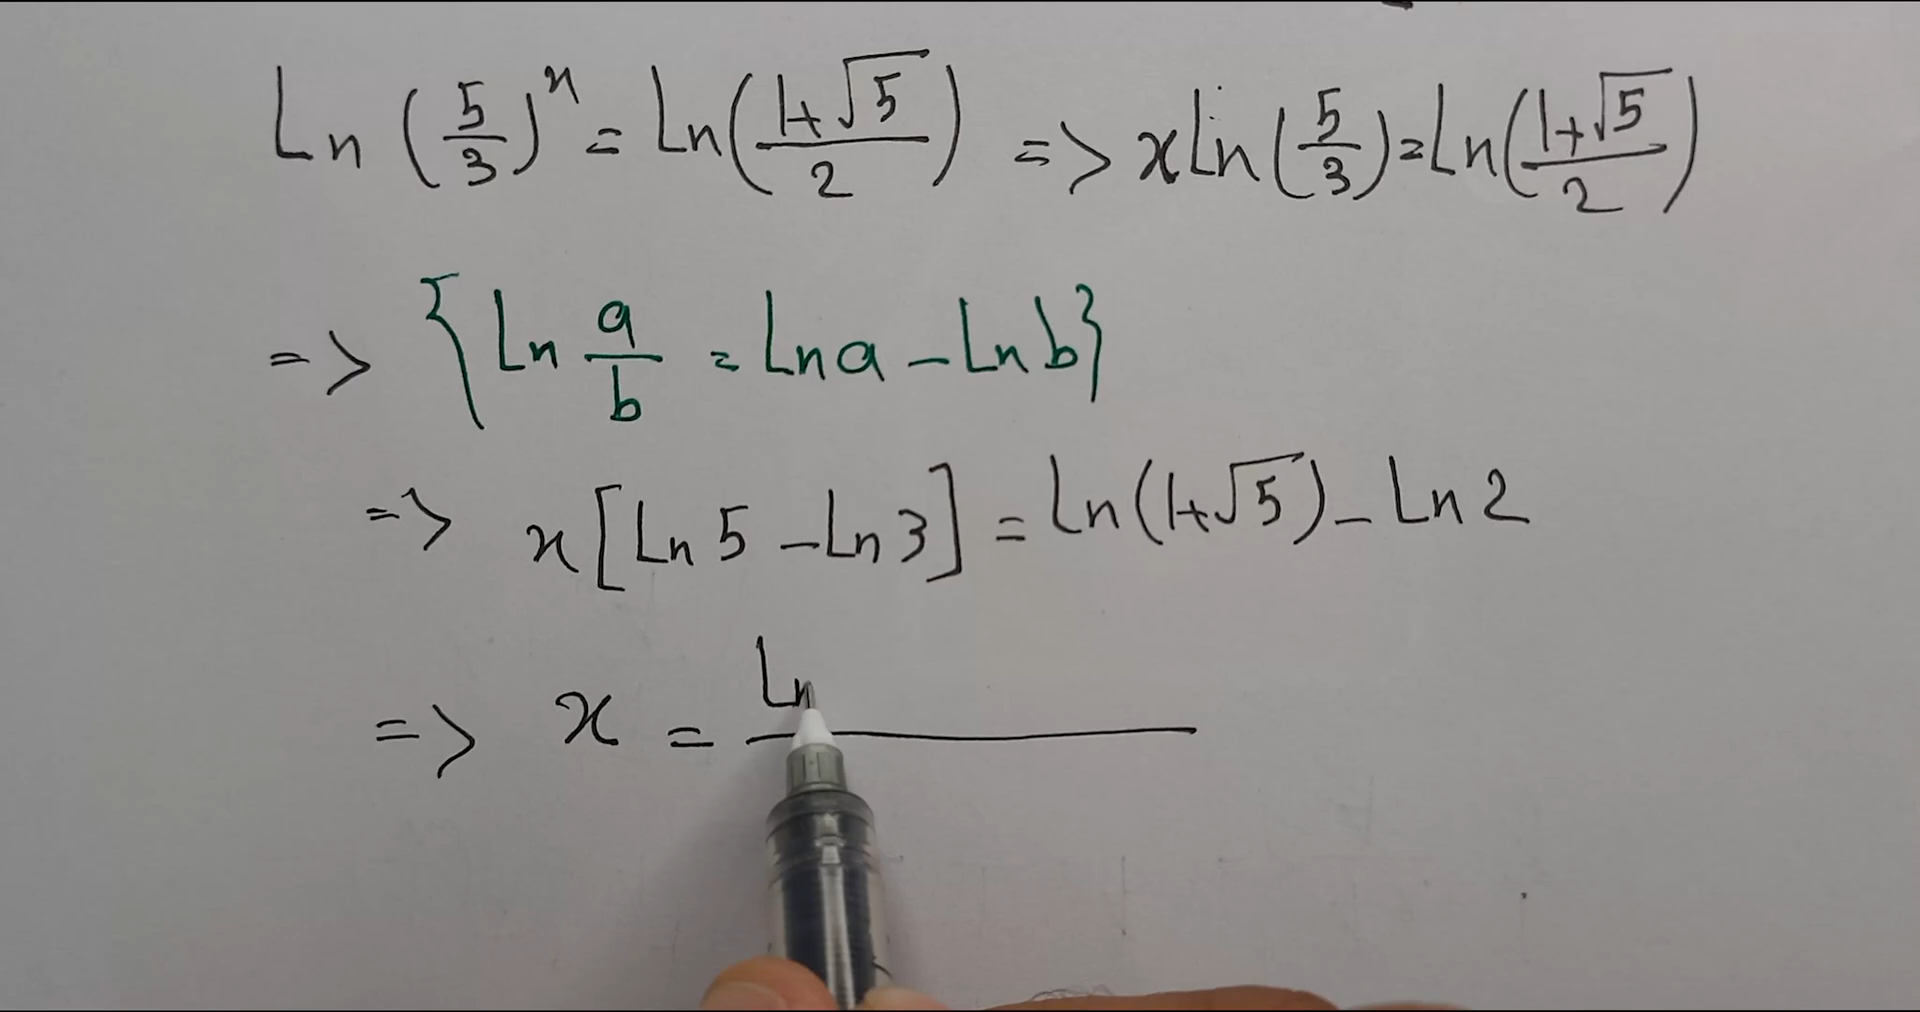 Ln (5/3)^x = Ln((1+√5)/2) => xLn(5/3) = Ln((1+√5)/2)
=> {Ln a/b = Ln a - Ln b}
=> x[Ln 5 - Ln 3] = Ln(1+√5) - Ln 2
=> x = Ln